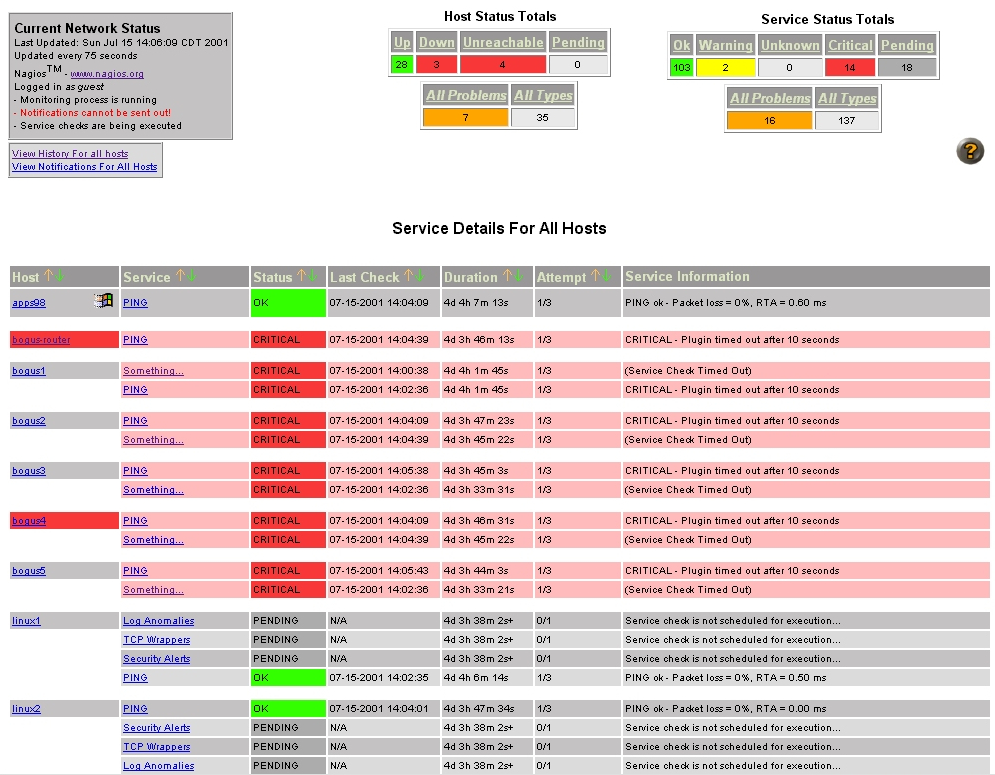 Current Network Status
Last Updated: Sun Jul 15 14:06:09 CDT 2001
Updated every 75 seconds
Nagios™ - www.nagios.org
Logged in as guest
- Monitoring process is running
- Notifications cannot be sent out!
- Service checks are being executed
View History For all hosts
View Notifications For All Hosts
Host Status Totals
Up Down Unreachable Pending
28 3 4 0
All Problems All Types
7 35
Service Status Totals
Ok Warning Unknown Critical Pending
103 2 0 14 18
All Problems All Types
16 137
?
Service Details For All Hosts
Host Service Status Last Check Duration Attempt Service Information
apps98 PING OK 07-15-2001 14:04:09 4d 4h 7m 13s 1/3 PING ok - Packet loss = 0%, RTA = 0.60 ms
bogus-router PING CRITICAL 07-15-2001 14:04:39 4d 3h 46m 13s 1/3 CRITICAL - Plugin timed out after 10 seconds
bogus1 Something... CRITICAL 07-15-2001 14:00:38 4d 4h 1m 45s 1/3 (Service Check Timed Out)
PING CRITICAL 07-15-2001 14:02:36 4d 4h 1m 45s 1/3 CRITICAL - Plugin timed out after 10 seconds
bogus2 PING CRITICAL 07-15-2001 14:04:09 4d 3h 47m 23s 1/3 CRITICAL - Plugin timed out after 10 seconds
Something... CRITICAL 07-15-2001 14:04:39 4d 3h 45m 22s 1/3 (Service Check Timed Out)
bogus3 PING CRITICAL 07-15-2001 14:05:38 4d 3h 45m 3s 1/3 CRITICAL - Plugin timed out after 10 seconds
Something... CRITICAL 07-15-2001 14:02:36 4d 3h 33m 31s 1/3 (Service Check Timed Out)
bogus4 PING CRITICAL 07-15-2001 14:04:09 4d 3h 46m 31s 1/3 CRITICAL - Plugin timed out after 10 seconds
Something... CRITICAL 07-15-2001 14:04:39 4d 3h 45m 22s 1/3 (Service Check Timed Out)
bogus5 PING CRITICAL 07-15-2001 14:05:43 4d 3h 44m 3s 1/3 CRITICAL - Plugin timed out after 10 seconds
Something... CRITICAL 07-15-2001 14:02:36 4d 3h 33m 21s 1/3 (Service Check Timed Out)
linux1 Log Anomalies PENDING N/A 4d 3h 38m 2s+ 0/1 Service check is not scheduled for execution...
TCP Wrappers PENDING N/A 4d 3h 38m 2s+ 0/1 Service check is not scheduled for execution...
Security Alerts PENDING N/A 4d 3h 38m 2s+ 0/1 Service check is not scheduled for execution...
PING OK 07-15-2001 14:02:35 4d 4h 6m 14s 1/3 PING ok - Packet loss = 0%, RTA = 0.50 ms
linux2 PING OK 07-15-2001 14:04:01 4d 3h 47m 34s 1/3 PING ok - Packet loss = 0%, RTA = 0.00 ms
Security Alerts PENDING N/A 4d 3h 38m 2s+ 0/1 Service check is not scheduled for execution...
TCP Wrappers PENDING N/A 4d 3h 38m 2s+ 0/1 Service check is not scheduled for execution...
Log Anomalies PENDING N/A 4d 3h 38m 2s+ 0/1 Service check is not scheduled for execution...